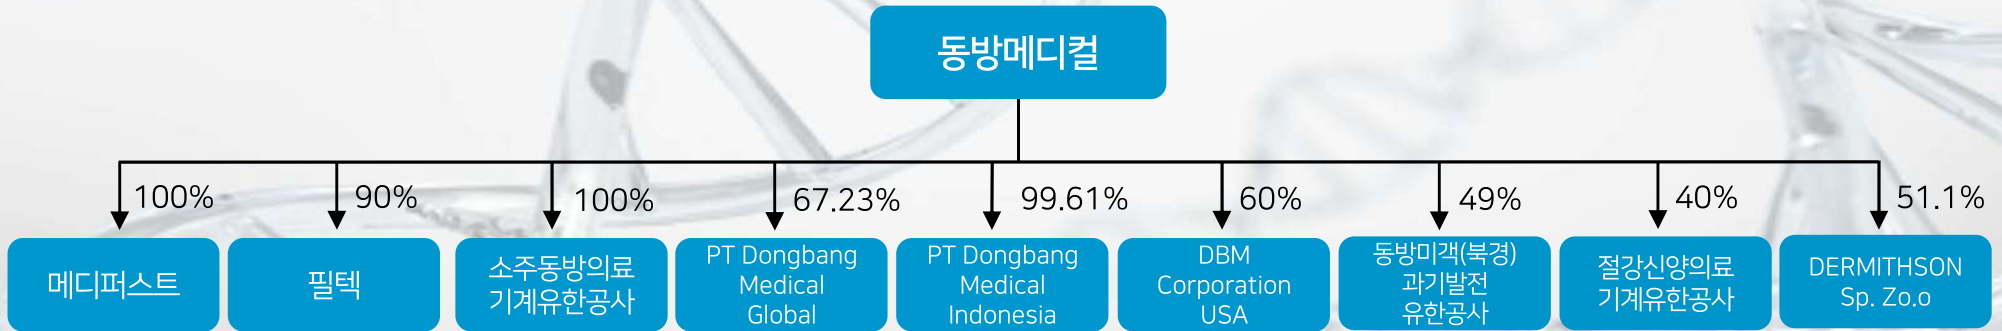 동방메디컬
100%
90%
100%
67.23%
99.61%
60%
49%
40%
51.1%
메디퍼스트
필텍
소주동방의료
기계유한공사
PT Dongbang
Medical
Global
PT Dongbang
Medical
Indonesia
DBM
Corporation
USA
동방미객(북경)
과기발전
유한공사
절강신양의료
기계유한공사
DERMITHSON
Sp. Zo.o